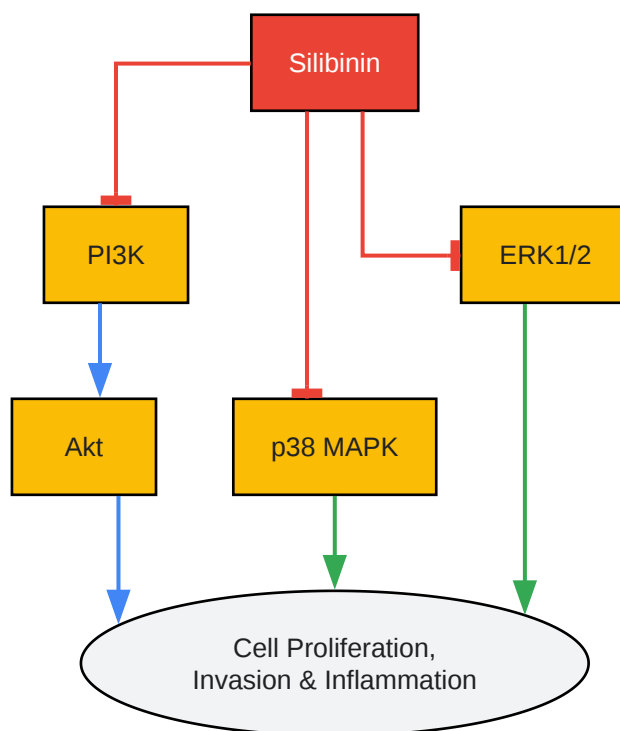 Silibinin
PI3K
ERK1/2
Akt
p38 MAPK
Cell Proliferation,
Invasion & Inflammation